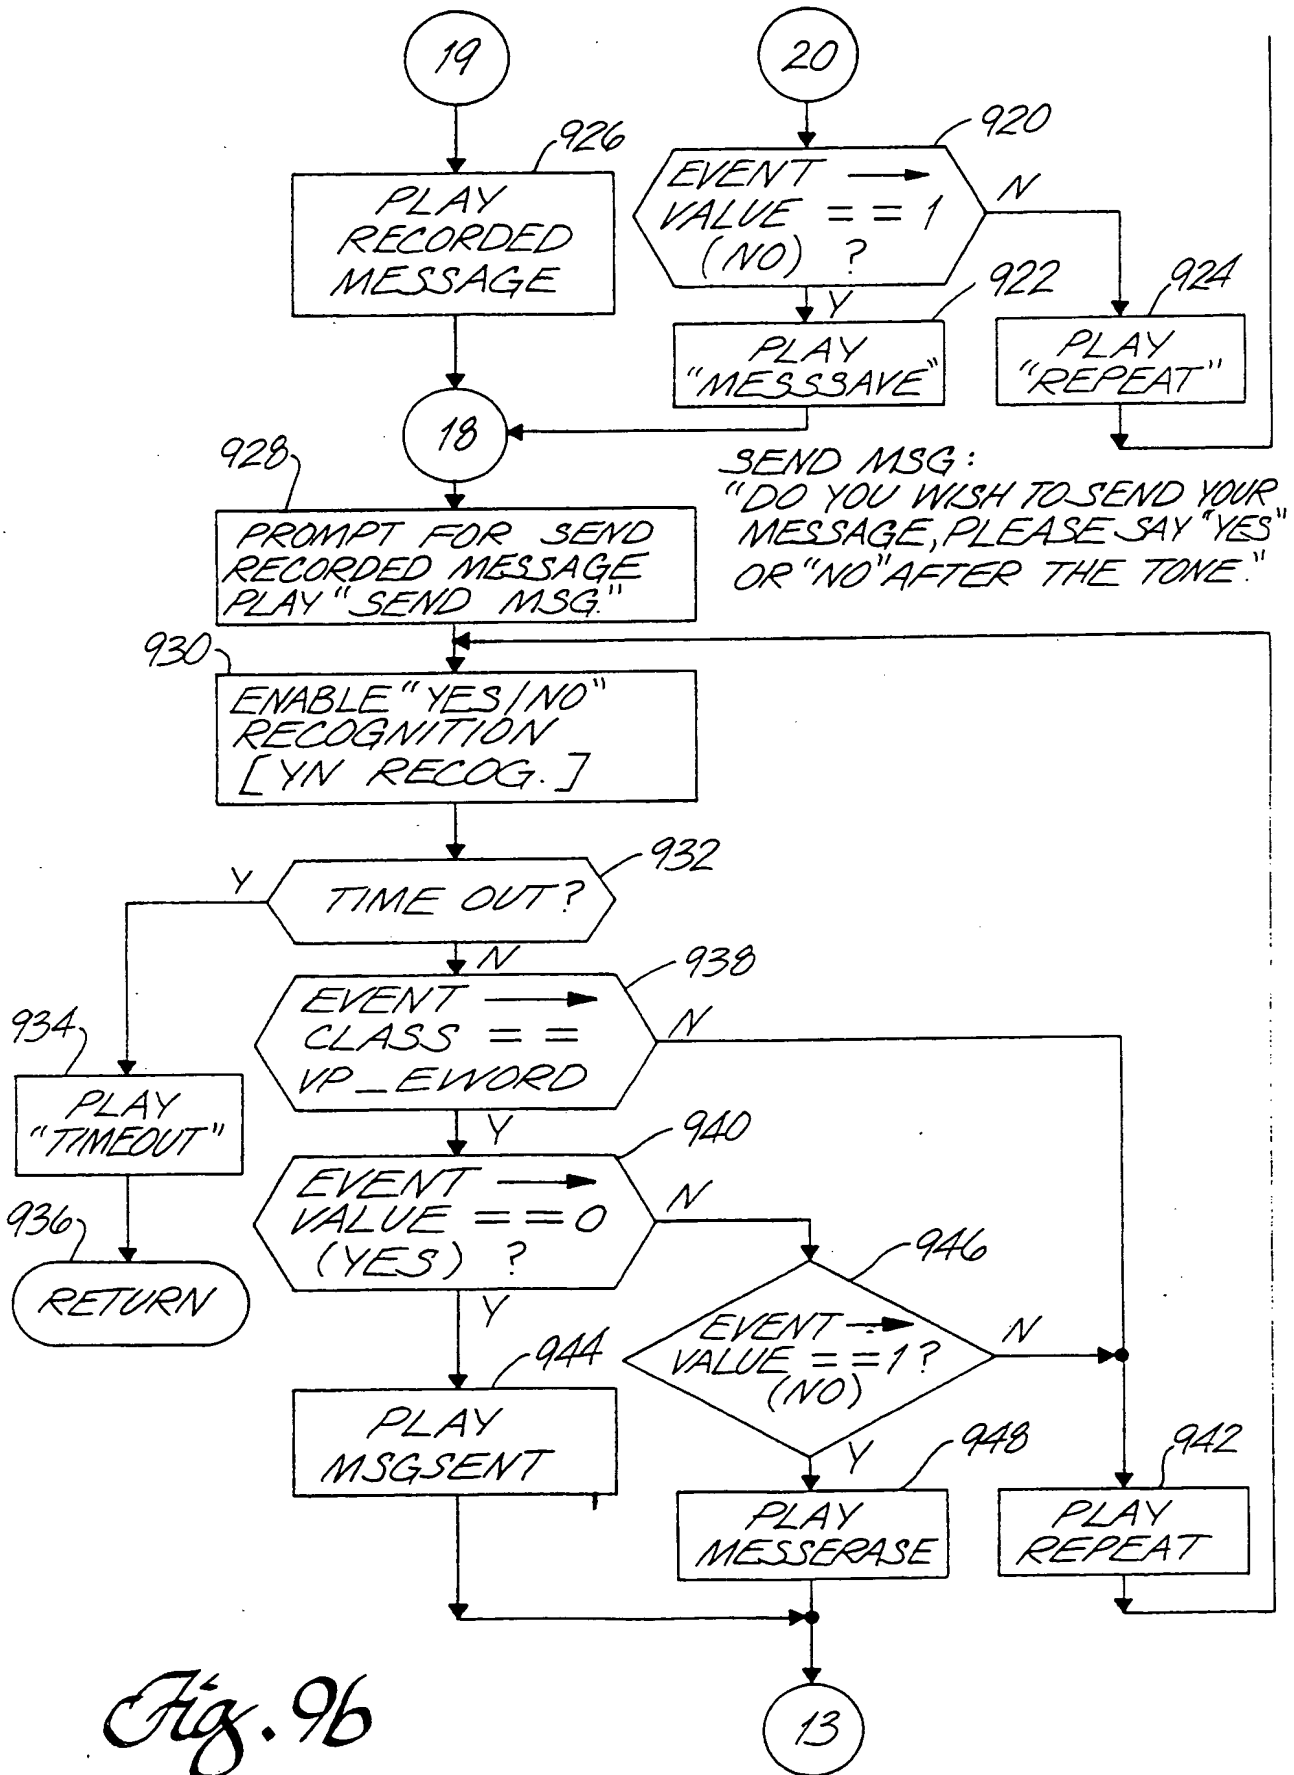 19
20
926
920
PLAY
RECORDED
MESSAGE
EVENT
VALUE == 1
(NO) ?
N
Y
922
924
PLAY
"MESSSAVE"
PLAY
"REPEAT"
18
928
SEND MSG:
"DO YOU WISH TO SEND YOUR
MESSAGE, PLEASE SAY "YES"
OR "NO" AFTER THE TONE."
PROMPT FOR SEND
RECORDED MESSAGE
PLAY "SEND MSG."
930
ENABLE "YES/NO"
RECOGNITION
[YN RECOG.]
932
Y
TIME OUT?
N
938
EVENT
CLASS ==
VP_EWORD
N
Y
934
PLAY
"TIMEOUT"
936
RETURN
940
EVENT
VALUE == 0
(YES) ?
N
Y
946
EVENT
VALUE == 1?
(NO)
N
Y
944
PLAY
MSGSENT
948
PLAY
MESSERASE
942
PLAY
REPEAT
13
Fig. 9b